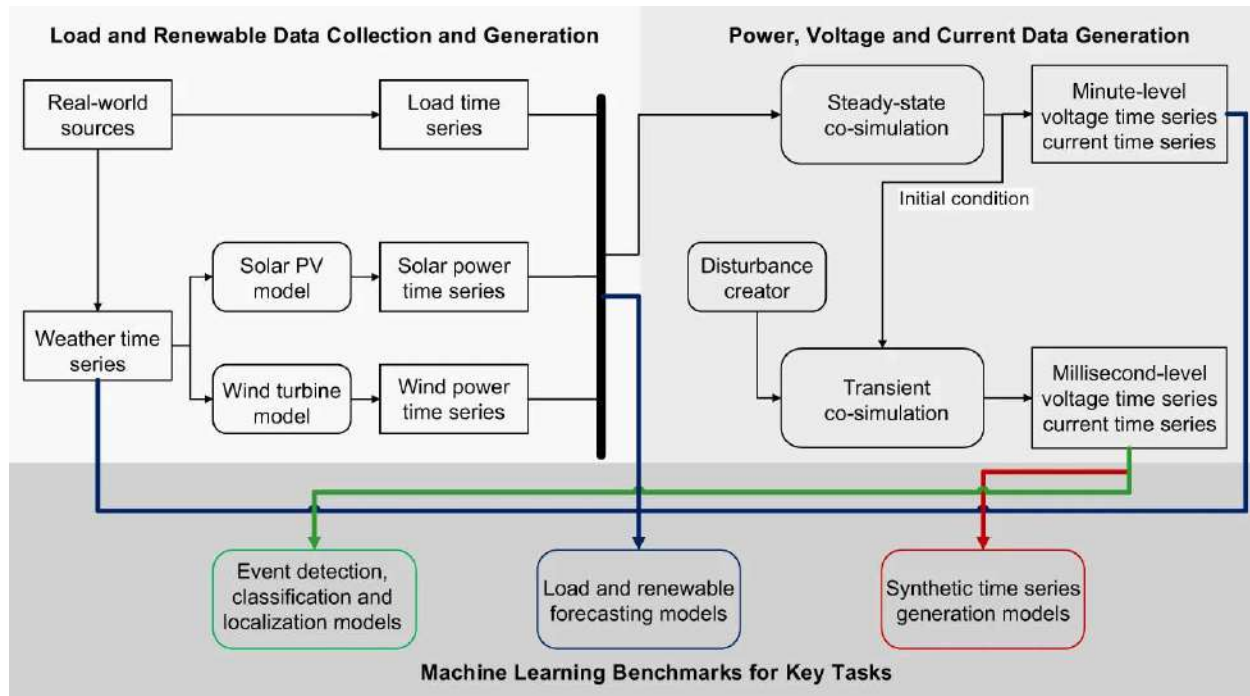 Load and Renewable Data Collection and Generation
Power, Voltage and Current Data Generation
Real-world
sources
Load time
series
Steady-state
co-simulation
Minute-level
voltage time series
current time series
Initial condition
Solar PV
model
Solar power
time series
Disturbance
creator
Weather time
series
Wind turbine
model
Wind power
time series
Transient
co-simulation
Millisecond-level
voltage time series
current time series
Event detection,
classification and
localization models
Load and renewable
forecasting models
Synthetic time series
generation models
Machine Learning Benchmarks for Key Tasks